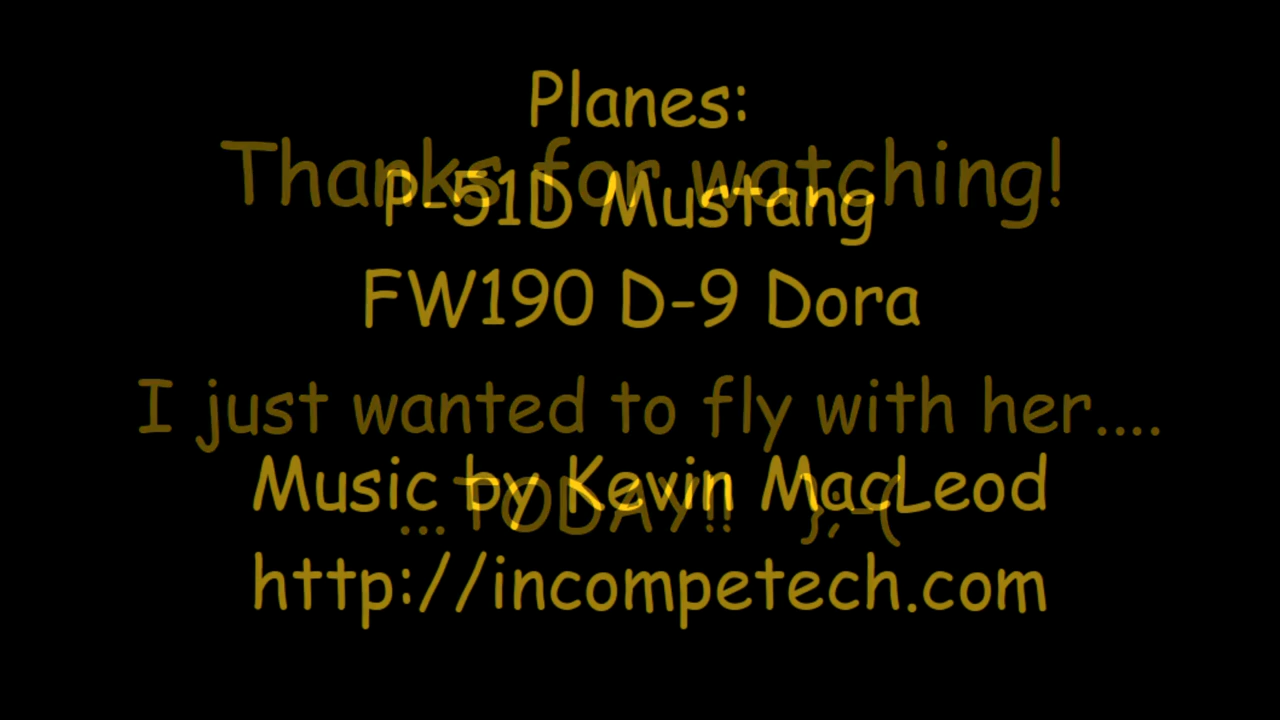 Planes:
Thanks for watching!
P-51D Mustang
FW190 D-9 Dora
I just wanted to fly with her....
Music by Kevin MacLeod
...TODAY!! };-(
http://incompetech.com